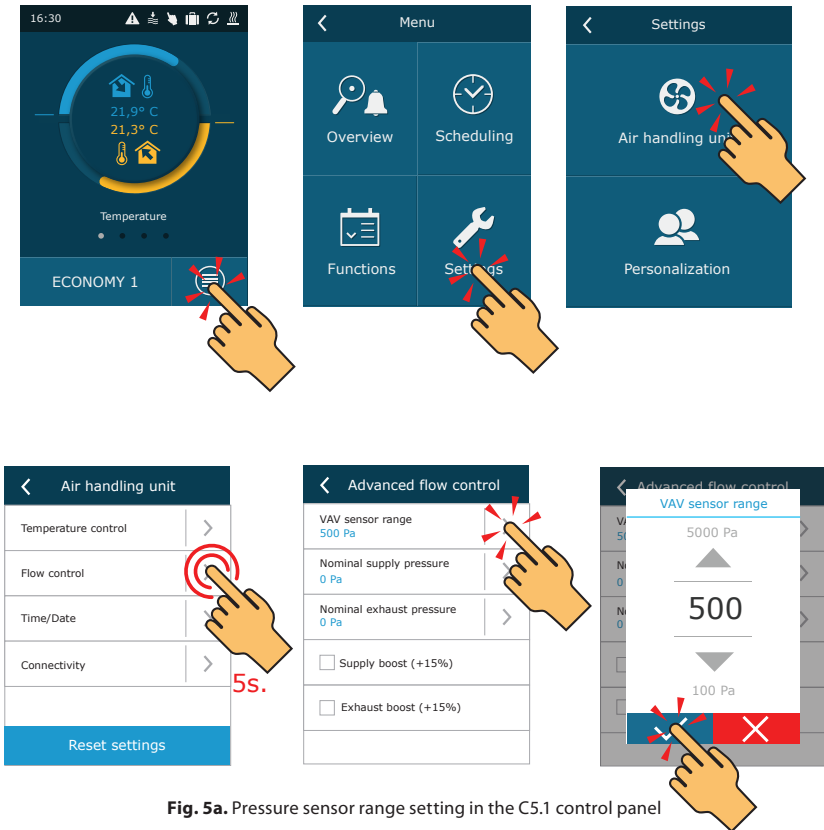 16:30
21,9° C
21,3° C
Temperature
ECONOMY 1
Menu
Overview
Scheduling
Functions
Settings
Settings
Air handling unit
Personalization
Air handling unit
Temperature control
Flow control
Time/Date
Connectivity
5s.
Reset settings
Advanced flow control
VAV sensor range
500 Pa
Nominal supply pressure
0 Pa
Nominal exhaust pressure
0 Pa
Supply boost (+15%)
Exhaust boost (+15%)
Advanced flow control
VAV sensor range
5000 Pa
500
100 Pa
Fig. 5a. Pressure sensor range setting in the C5.1 control panel